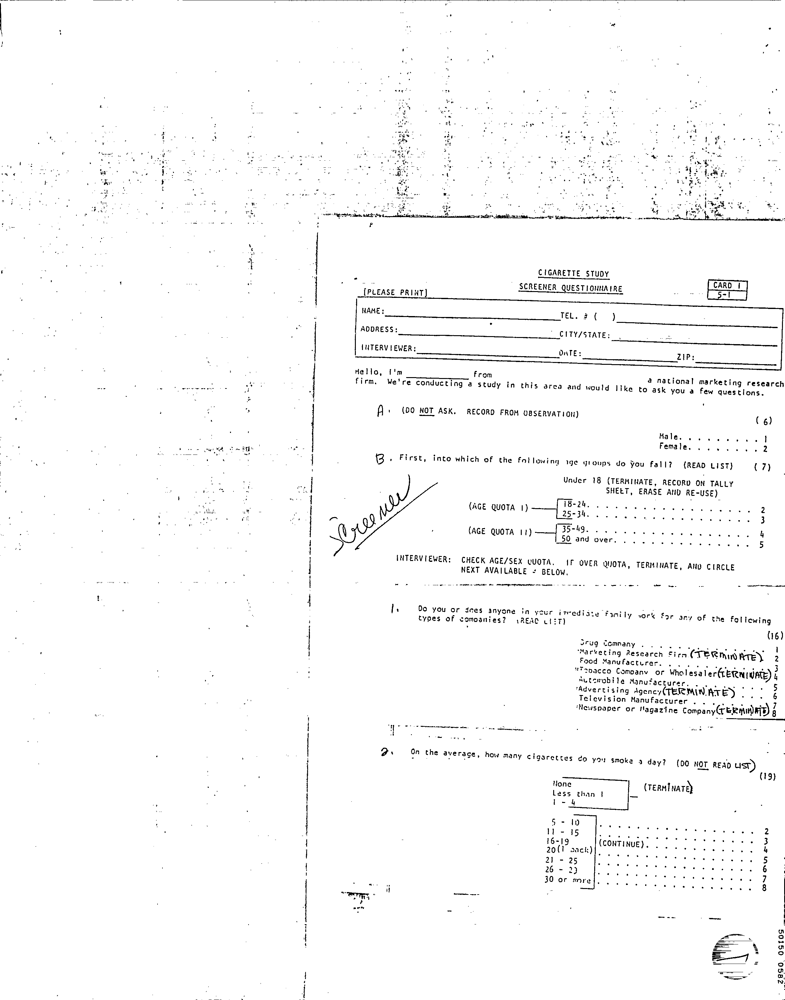 CIGARETTE STUDY
SCREENER QUESTIONNAIRE
CARD I
5-1
[PLEASE PRINT]
NAME: TEL. # ( )
ADDRESS: CITY/STATE:
INTERVIEWER: DATE: ZIP:
Hello, I'm from a national marketing research
firm. We're conducting a study in this area and would like to ask you a few questions.
A. (DO NOT ASK. RECORD FROM OBSERVATION) (6)
Male. . . . . . . . 1
Female. . . . . . . 2
B. First, into which of the following age groups do you fall? (READ LIST) (7)
Under 18 (TERMINATE, RECORD ON TALLY
SHEET, ERASE AND RE-USE)
Screener
(AGE QUOTA I) 18-24. . . . . . . . . . . . . . . 2
25-34. . . . . . . . . . . . . . . 3
(AGE QUOTA II) 35-49. . . . . . . . . . . . . . . 4
50 and over. . . . . . . . . . . . 5
INTERVIEWER: CHECK AGE/SEX QUOTA. IF OVER QUOTA, TERMINATE, AND CIRCLE
NEXT AVAILABLE # BELOW.
1. Do you or does anyone in your immediate family work for any of the following
types of companies? (READ LIST)
(16)
Drug Company . . . . . . . . . . 1
Marketing Research Firm (TERMINATE) 2
Food Manufacturer. . . . . . . . 3
Tobacco Company or Wholesaler (TERMINATE) 4
Automobile Manufacturer. . . . . 5
Advertising Agency (TERMINATE) . . . 6
Television Manufacturer . . . . 7
Newspaper or Magazine Company (TERMINATE) 8
2. On the average, how many cigarettes do you smoke a day? (DO NOT READ LIST)
(19)
None
Less than 1 (TERMINATE)
1 - 4
5 - 10 . . . . . . . . . . . . . . 2
11 - 15 . . . . . . . . . . . . . . 3
16-19 (CONTINUE). . . . . . . . . 4
20 (1 pack) . . . . . . . . . . . . 5
21 - 25 . . . . . . . . . . . . . . 6
26 - . . . . . . . . . . . . . . 7
30 or more . . . . . . . . . . . . 8
50150 0582